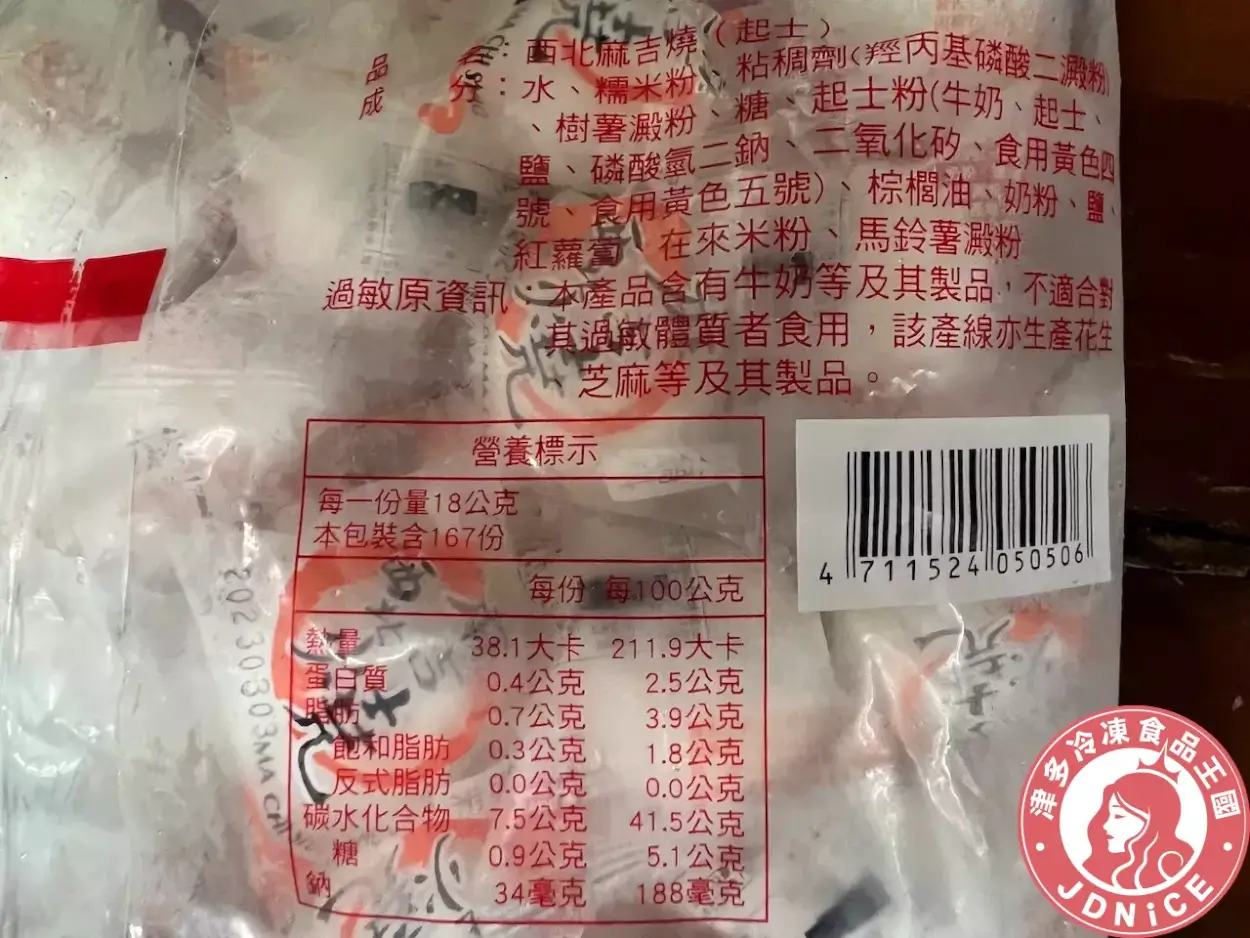 品名：西北麻吉燒（起士）
成分：水、糯米粉、粘稠劑(羥丙基磷酸二澱粉)
、樹薯澱粉、糖、起士粉(牛奶、起士、
鹽、磷酸氫二鈉、二氧化矽、食用黃色四
號、食用黃色五號)、棕櫚油、奶粉、鹽、
紅蘿蔔、在來米粉、馬鈴薯澱粉
過敏原資訊：本產品含有牛奶等及其製品，不適合對
其過敏體質者食用，該產線亦生產花生
、芝麻等及其製品。
營養標示
每一份量18公克
本包裝含167份
每份 每100公克
熱量 38.1大卡 211.9大卡
蛋白質 0.4公克 2.5公克
脂肪 0.7公克 3.9公克
飽和脂肪 0.3公克 1.8公克
反式脂肪 0.0公克 0.0公克
碳水化合物 7.5公克 41.5公克
糖 0.9公克 5.1公克
鈉 34毫克 188毫克
4 711524 050506
20230303MA
津多冷凍食品王國
JDNiCE